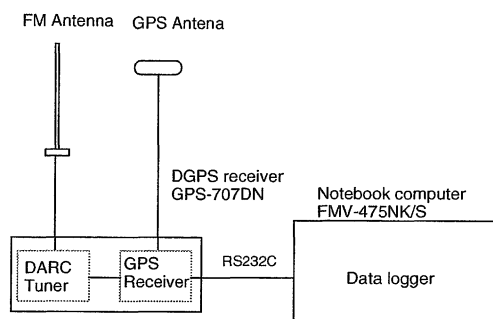 FM Antenna
GPS Antena
DGPS receiver
GPS-707DN
Notebook computer
FMV-475NK/S
DARC
Tuner
GPS
Receiver
RS232C
Data logger